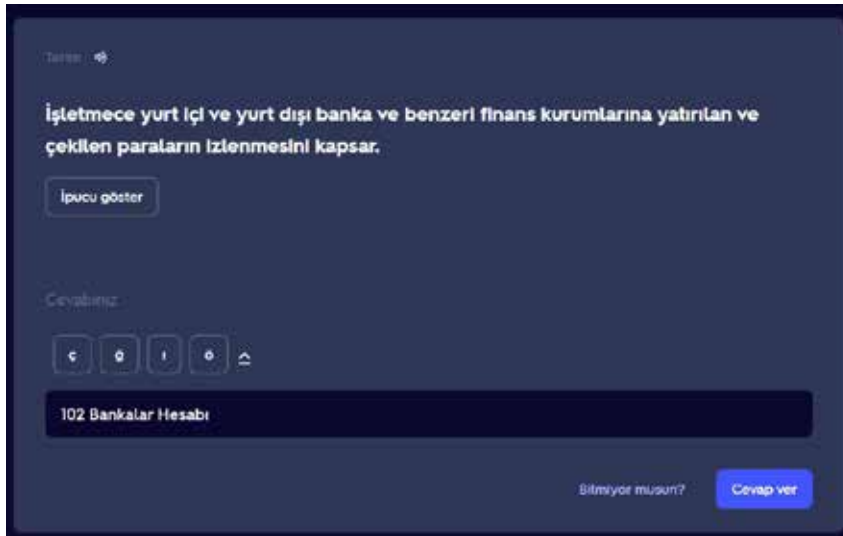 Terim
İşletmece yurt içi ve yurt dışı banka ve benzeri finans kurumlarına yatırılan ve
çekilen paraların izlenmesini kapsar.
İpucu göster
Cevabınız
ç ğ ı ö
102 Bankalar Hesabı
Bilmiyor musun? Cevap ver